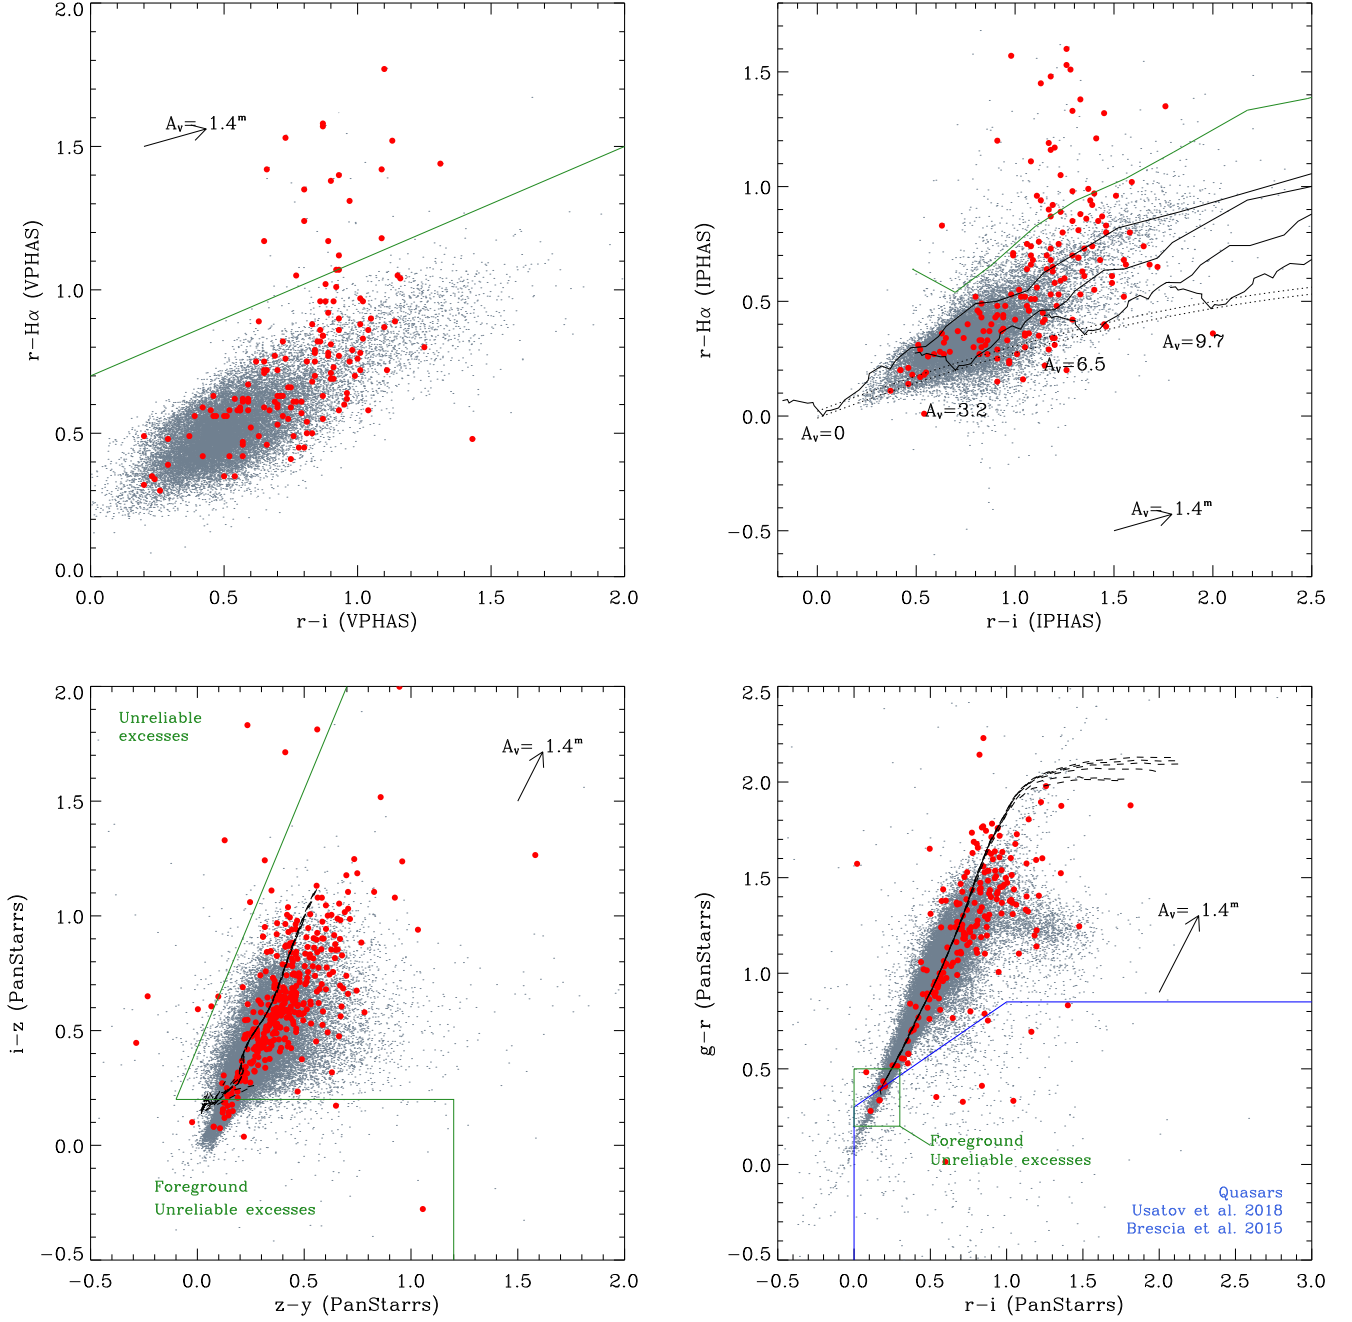 2.0
1.5
1.0
0.5
0.0
r−Hα (VPHAS)
Av= 1.4m
0.0 0.5 1.0 1.5 2.0
r−i (VPHAS)
1.5
1.0
0.5
0.0
−0.5
r−Hα (IPHAS)
Av=9.7
Av=6.5
Av=3.2
Av=0
Av= 1.4m
0.0 0.5 1.0 1.5 2.0 2.5
r−i (IPHAS)
2.0
1.5
1.0
0.5
0.0
−0.5
i−z (PanStarrs)
Unreliable
excesses
Av= 1.4m
Foreground
Unreliable excesses
−0.5 0.0 0.5 1.0 1.5 2.0
z−y (PanStarrs)
2.5
2.0
1.5
1.0
0.5
0.0
−0.5
g−r (PanStarrs)
Av= 1.4m
Foreground
Unreliable excesses
Quasars
Usatov et al. 2018
Brescia et al. 2015
−0.5 0.0 0.5 1.0 1.5 2.0 2.5 3.0
r−i (PanStarrs)